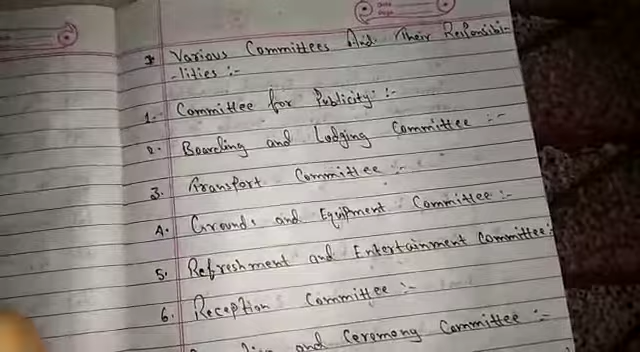 * Various Committees And Their Responsibi-
-lities :-
1. Committee for Publicity :-
2. Boarding and Lodging Committee :-
3. Transport Committee :-
4. Grounds and Equipment Committee :-
5. Refreshment and Entertainment Committee :-
6. Reception Committee :-
and Ceremony Committee :-